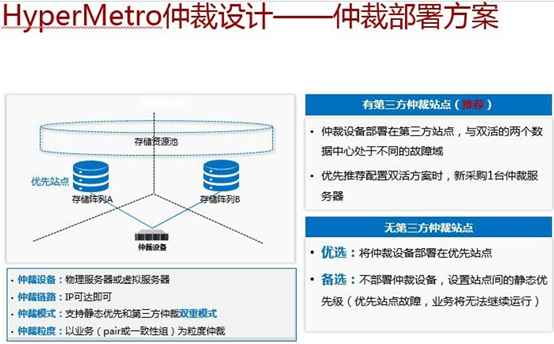 HyperMetro仲裁设计——仲裁部署方案
存储资源池
优先站点
存储阵列A
存储阵列B
仲裁设备
仲裁设备：物理服务器或虚拟服务器
仲裁链路：IP可达即可
仲裁模式：支持静态优先和第三方仲裁双重模式
仲裁粒度：以业务（pair或一致性组）为粒度仲裁
有第三方仲裁站点（推荐）
仲裁设备部署在第三方站点，与双活的两个数
据中心处于不同的故障域
优先推荐配置双活方案时，新采购1台仲裁服
务器
无第三方仲裁站点
优选：将仲裁设备部署在优先站点
备选：不部署仲裁设备，设置站点间的静态优
先级（优先站点故障，业务将无法继续运行）